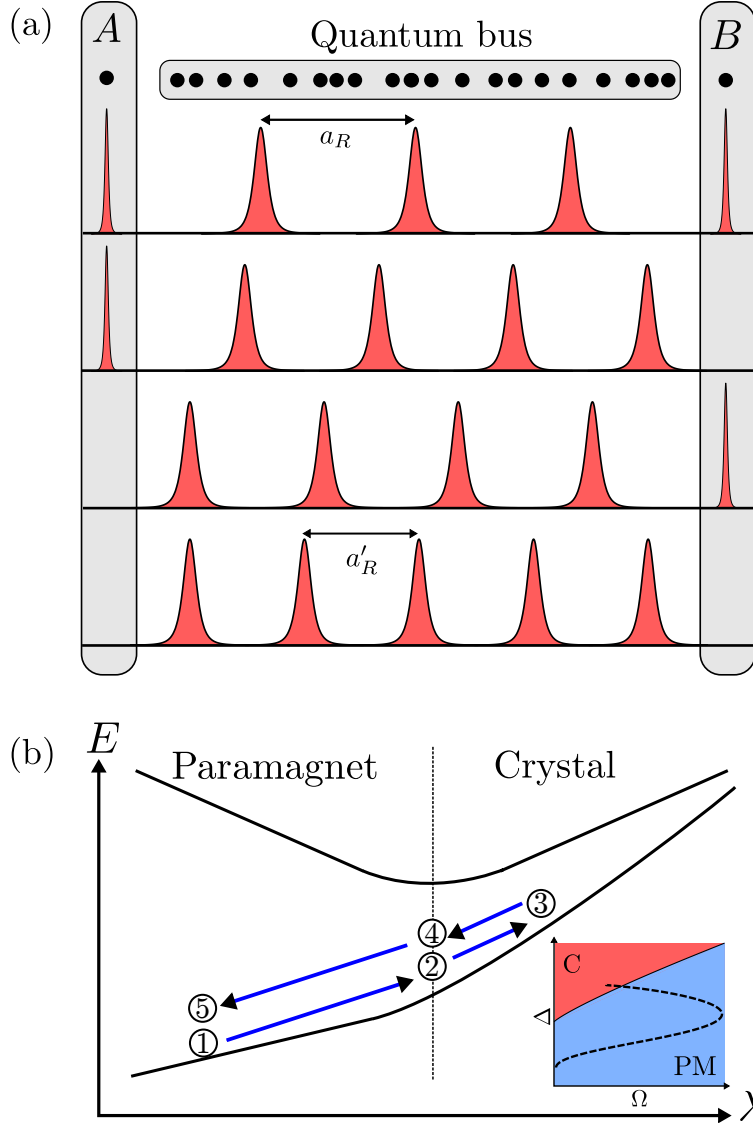 (a)
A
Quantum bus
B
a_R
a'_R
(b)
E
Paramagnet
Crystal
③
④
②
⑤
①
C
Δ
PM
Ω
λ